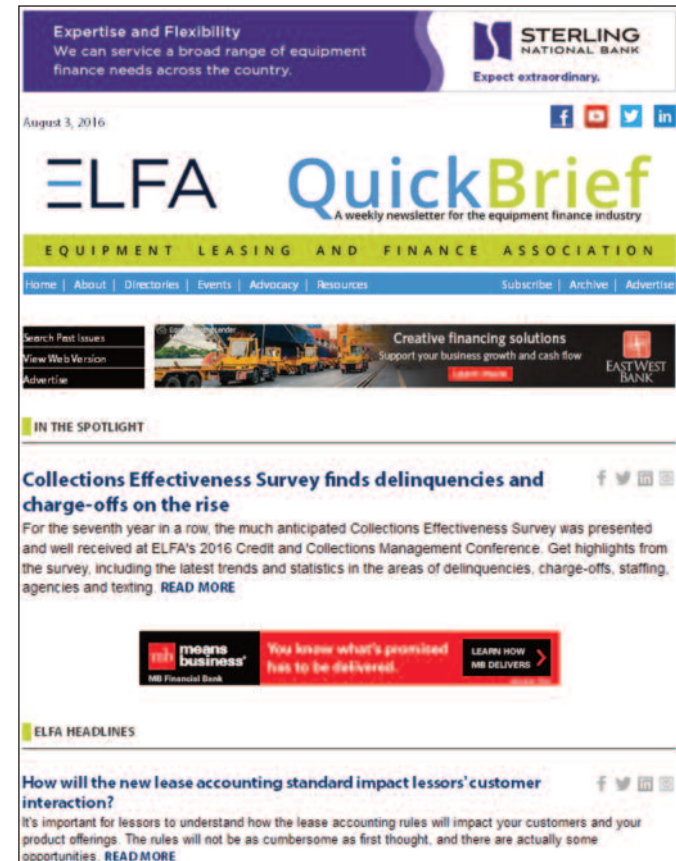 Expertise and Flexibility
We can service a broad range of equipment
finance needs across the country.
STERLING
NATIONAL BANK
Expect extraordinary.
August 3, 2016
f
in
ELFA
QuickBrief
A weekly newsletter for the equipment finance industry
EQUIPMENT LEASING AND FINANCE ASSOCIATION
Home | About | Directories | Events | Advocacy | Resources
Subscribe | Archive | Advertise
Search Past Issues
View Web Version
Advertise
Creative financing solutions
Support your business growth and cash flow
Learn more
EASTWEST
BANK
IN THE SPOTLIGHT
Collections Effectiveness Survey finds delinquencies and
charge-offs on the rise
For the seventh year in a row, the much anticipated Collections Effectiveness Survey was presented
and well received at ELFA's 2016 Credit and Collections Management Conference. Get highlights from
the survey, including the latest trends and statistics in the areas of delinquencies, charge-offs, staffing,
agencies and texting. READ MORE
mb means
business
MB Financial Bank
You know what's promised
has to be delivered.
LEARN HOW
MB DELIVERS
ELFA HEADLINES
How will the new lease accounting standard impact lessors' customer
interaction?
It's important for lessors to understand how the lease accounting rules will impact your customers and your
product offerings. The rules will not be as cumbersome as first thought, and there are actually some
opportunities. READ MORE